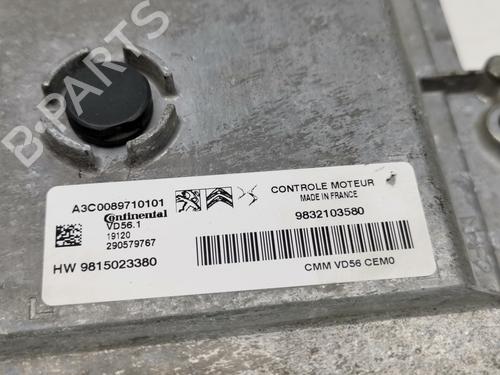 B-PARTS
A3C0089710101
Continental
VD56.1
19120
290579767
HW 9815023380
CONTROLE MOTEUR
MADE IN FRANCE
9832103580
CMM VD56 CEM0